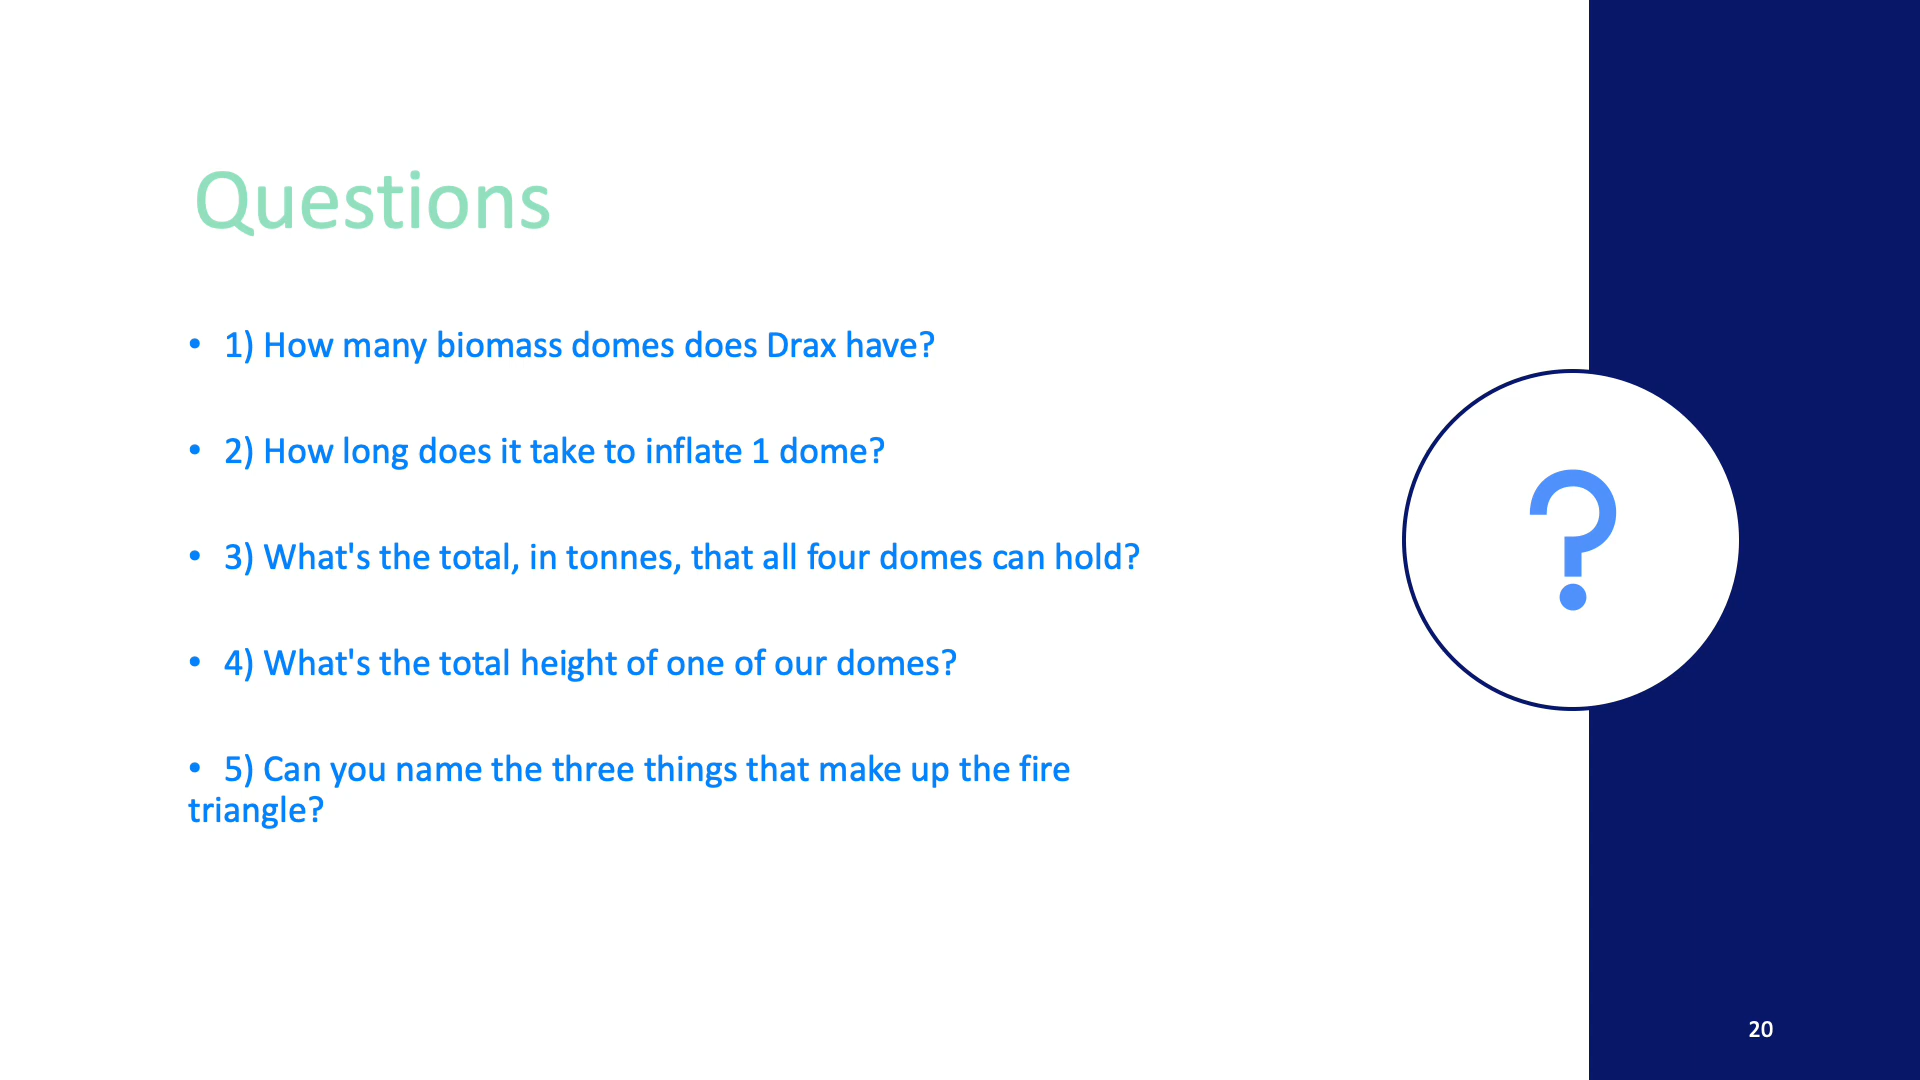 Questions
• 1) How many biomass domes does Drax have?
• 2) How long does it take to inflate 1 dome?
• 3) What's the total, in tonnes, that all four domes can hold?
• 4) What's the total height of one of our domes?
• 5) Can you name the three things that make up the fire
triangle?
?
20